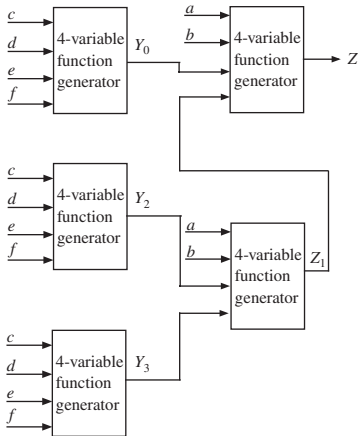 c
d
e
f
4-variable
function
generator
Y0
a
b
4-variable
function
generator
Z
c
d
e
f
4-variable
function
generator
Y2
a
b
4-variable
function
generator
Z1
c
d
e
f
4-variable
function
generator
Y3